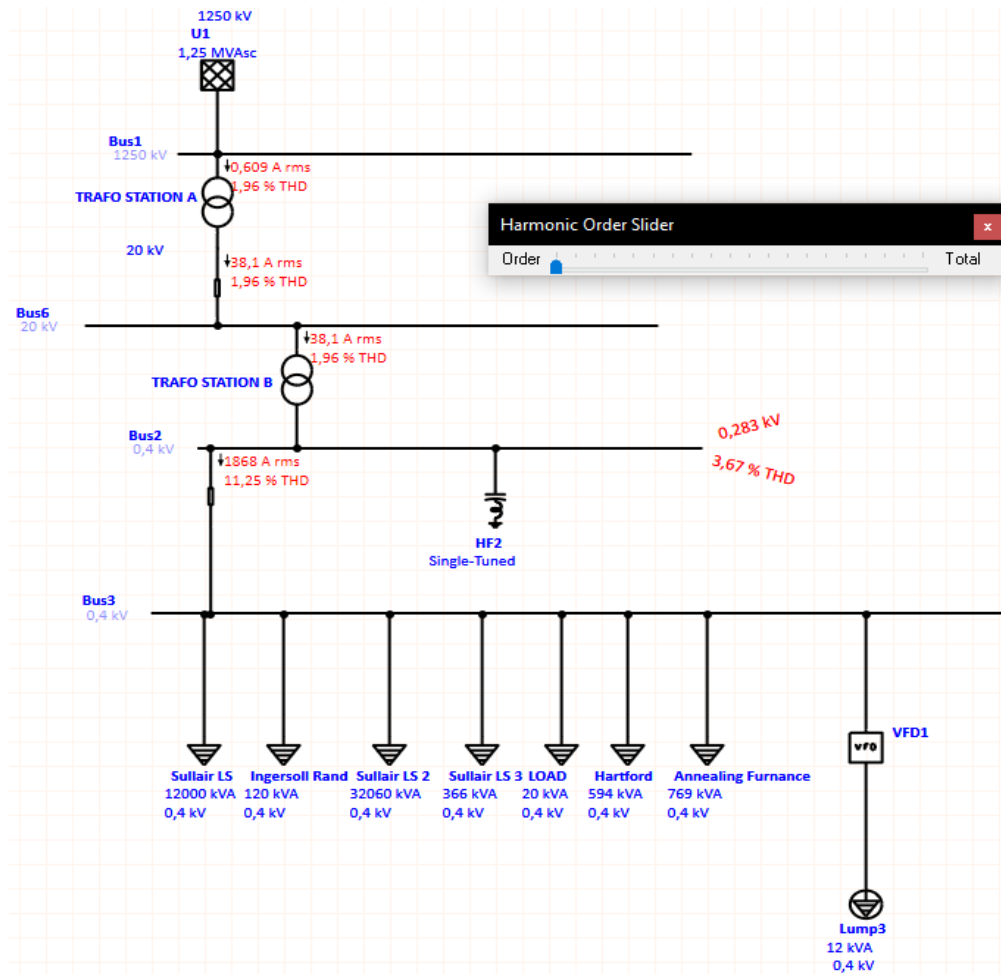 1250 kV
U1
1,25 MVAsc
Bus1
1250 kV
0,609 A rms
1,96 % THD
TRAFO STATION A
Harmonic Order Slider
x
Order
Total
20 kV
38,1 A rms
1,96 % THD
Bus6
20 kV
38,1 A rms
1,96 % THD
TRAFO STATION B
Bus2
0,4 kV
0,283 kV
3,67 % THD
1868 A rms
11,25 % THD
HF2
Single-Tuned
Bus3
0,4 kV
VFD1
VFD
Sullair LS
12000 kVA
0,4 kV
Ingersoll Rand
120 kVA
0,4 kV
Sullair LS 2
32060 kVA
0,4 kV
Sullair LS 3
366 kVA
0,4 kV
LOAD
20 kVA
0,4 kV
Hartford
594 kVA
0,4 kV
Annealing Furnance
769 kVA
0,4 kV
Lump3
12 kVA
0,4 kV